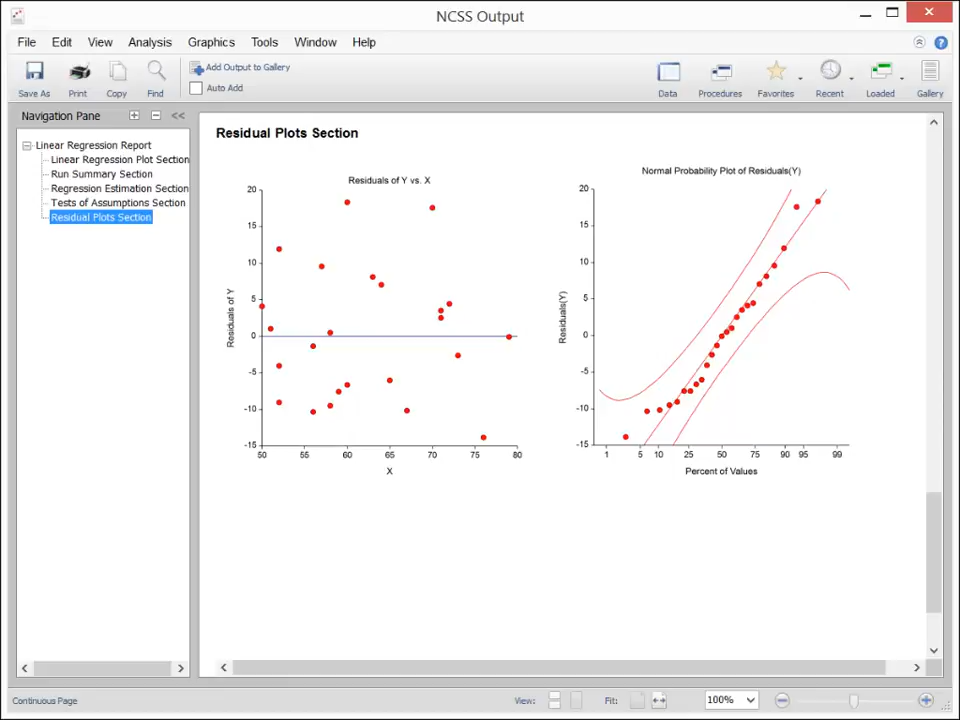 NCSS Output
File Edit View Analysis Graphics Tools Window Help
Save As Print Copy Find
Add Output to Gallery
Auto Add
Data Procedures Favorites Recent Loaded Gallery
Navigation Pane
Linear Regression Report
Linear Regression Plot Section
Run Summary Section
Regression Estimation Section
Tests of Assumptions Section
Residual Plots Section
Residual Plots Section
Residuals of Y vs. X
20
15
10
5
0
-5
-10
-15
Residuals of Y
50 55 60 65 70 75 80
X
Normal Probability Plot of Residuals(Y)
20
15
10
5
0
-5
-10
-15
Residuals(Y)
1 5 10 25 50 75 90 95 99
Percent of Values
Continuous Page
View:
Fit:
100%